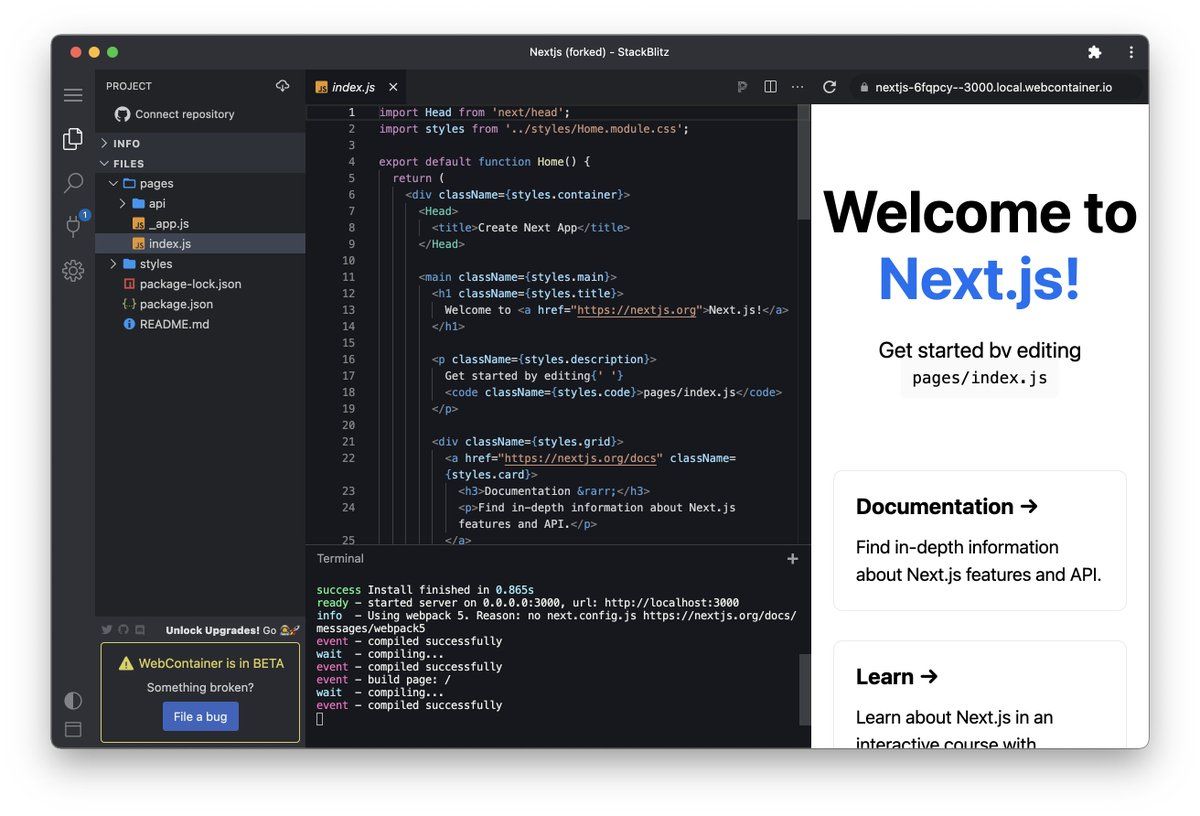 Nextjs (forked) - StackBlitz
PROJECT
Connect repository
INFO
FILES
pages
api
JS _app.js
JS index.js
styles
package-lock.json
{..} package.json
README.md
1
Unlock Upgrades! Go
WebContainer is in BETA
Something broken?
File a bug
JS index.js ×
1 import Head from 'next/head';
2 import styles from '../styles/Home.module.css';
3
4 export default function Home() {
5 return (
6 <div className={styles.container}>
7 <Head>
8 <title>Create Next App</title>
9 </Head>
10
11 <main className={styles.main}>
12 <h1 className={styles.title}>
13 Welcome to <a href="https://nextjs.org">Next.js!</a>
14 </h1>
15
16 <p className={styles.description}>
17 Get started by editing{' '}
18 <code className={styles.code}>pages/index.js</code>
19 </p>
20
21 <div className={styles.grid}>
22 <a href="https://nextjs.org/docs" className=
{styles.card}>
23 <h3>Documentation &rarr;</h3>
24 <p>Find in-depth information about Next.js
features and API.</p>
25 </a>
Terminal
success Install finished in 0.865s
ready - started server on 0.0.0.0:3000, url: http://localhost:3000
info - Using webpack 5. Reason: no next.config.js https://nextjs.org/docs/
messages/webpack5
event - compiled successfully
wait - compiling...
event - compiled successfully
event - build page: /
wait - compiling...
event - compiled successfully
nextjs-6fqpcy--3000.local.webcontainer.io
Welcome to
Next.js!
Get started by editing
pages/index.js
Documentation →
Find in-depth information
about Next.js features and API.
Learn →
Learn about Next.js in an
interactive course with